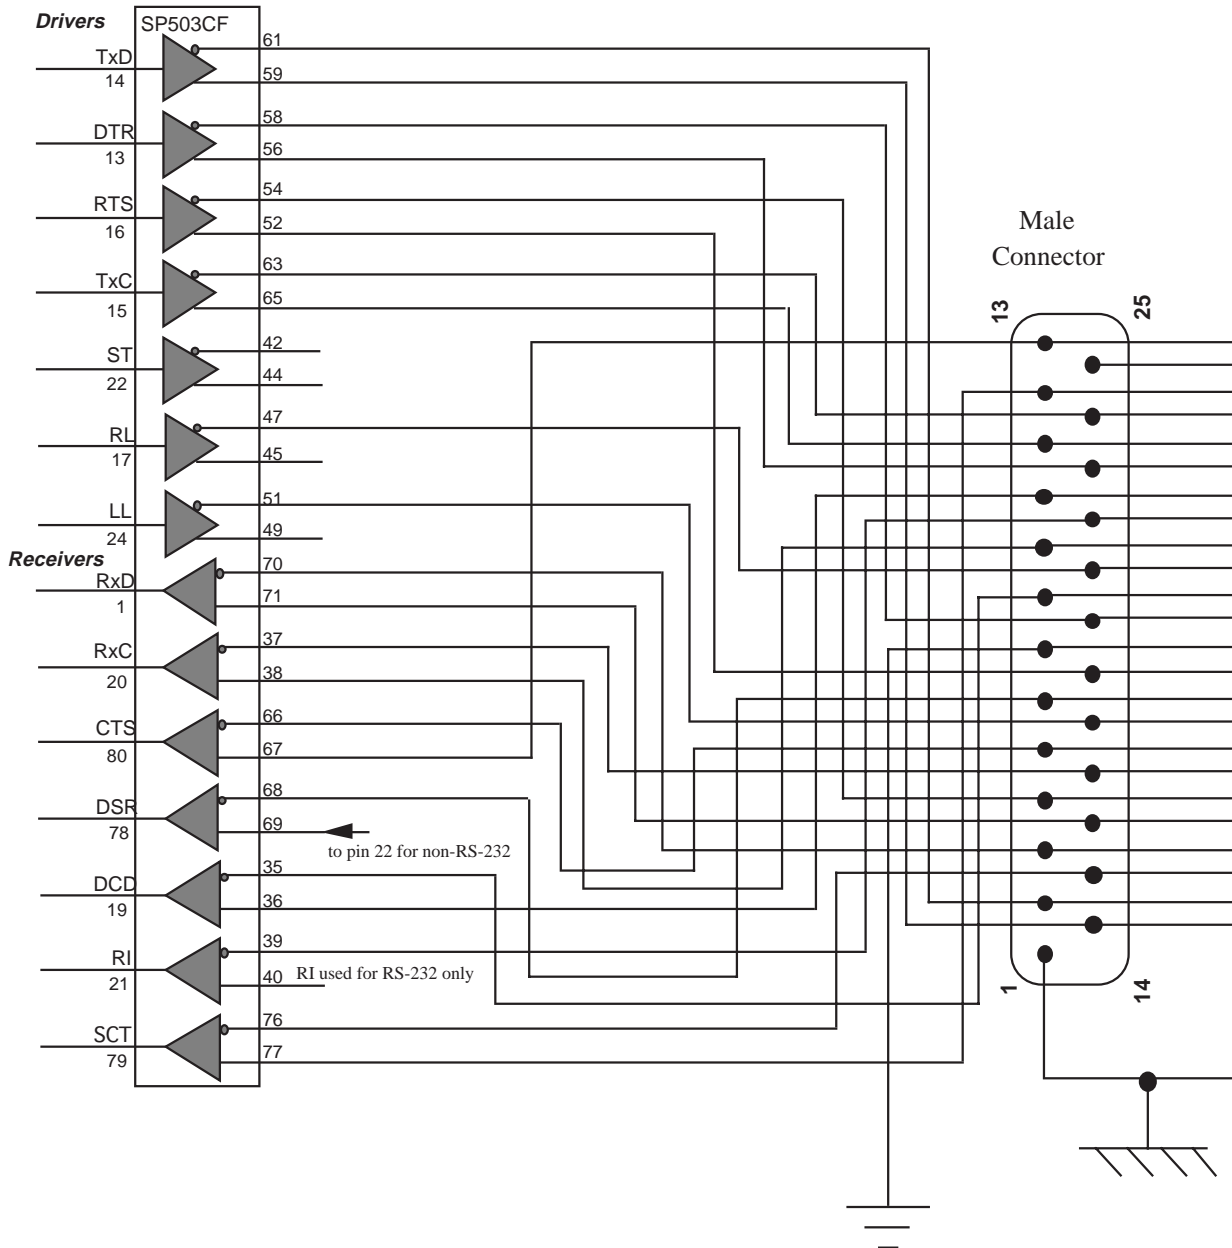 Drivers
SP503CF
TxD
14
61
59
DTR
13
58
56
RTS
16
54
52
TxC
15
63
65
ST
22
42
44
RL
17
47
45
LL
24
51
49
Receivers
RxD
1
70
71
RxC
20
37
38
CTS
80
66
67
DSR
78
68
69
to pin 22 for non-RS-232
DCD
19
35
36
RI
21
39
40
RI used for RS-232 only
SCT
79
76
77
Male
Connector
13
25
1
14